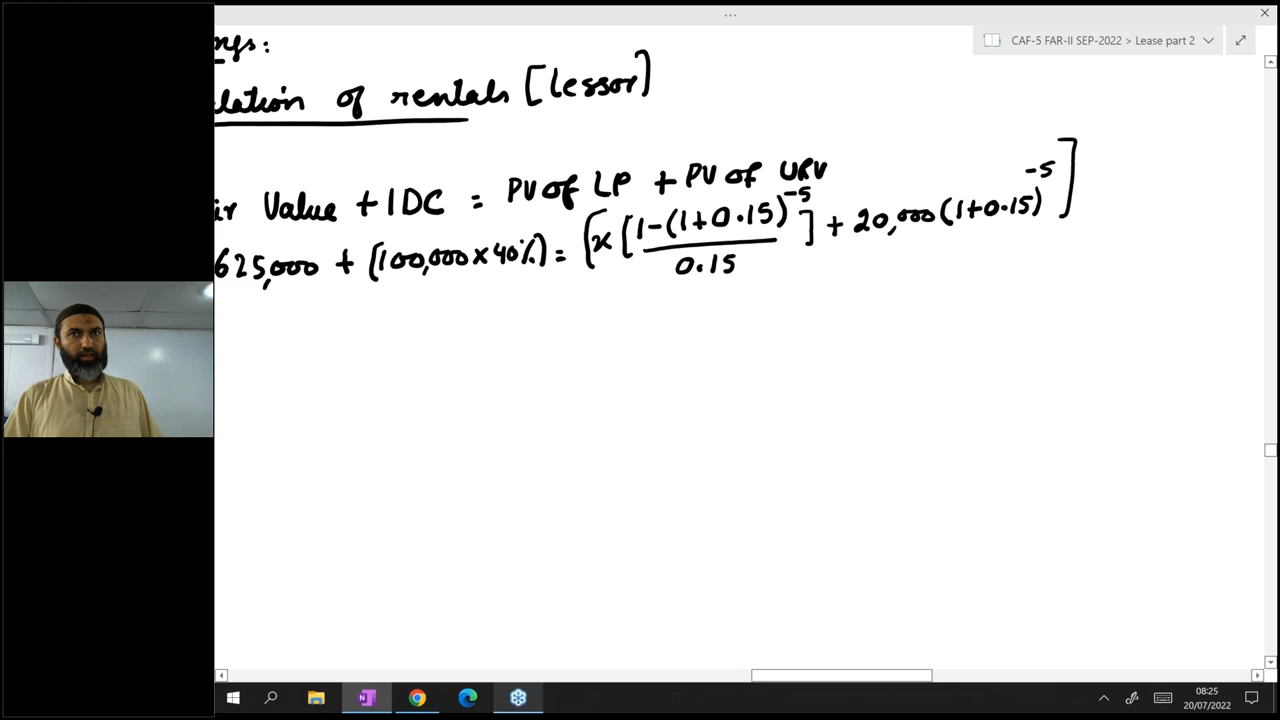 ngs:
CAF-5 FAR-II SEP-2022 > Lease part 2
lation of rentals [Lessor]
ir Value + IDC = PV of LP + PV of URV
625,000 + [100,000 x 40%] = [x [1-(1+0.15)^-5 / 0.15] + 20,000(1+0.15)^-5]
08:25
20/07/2022